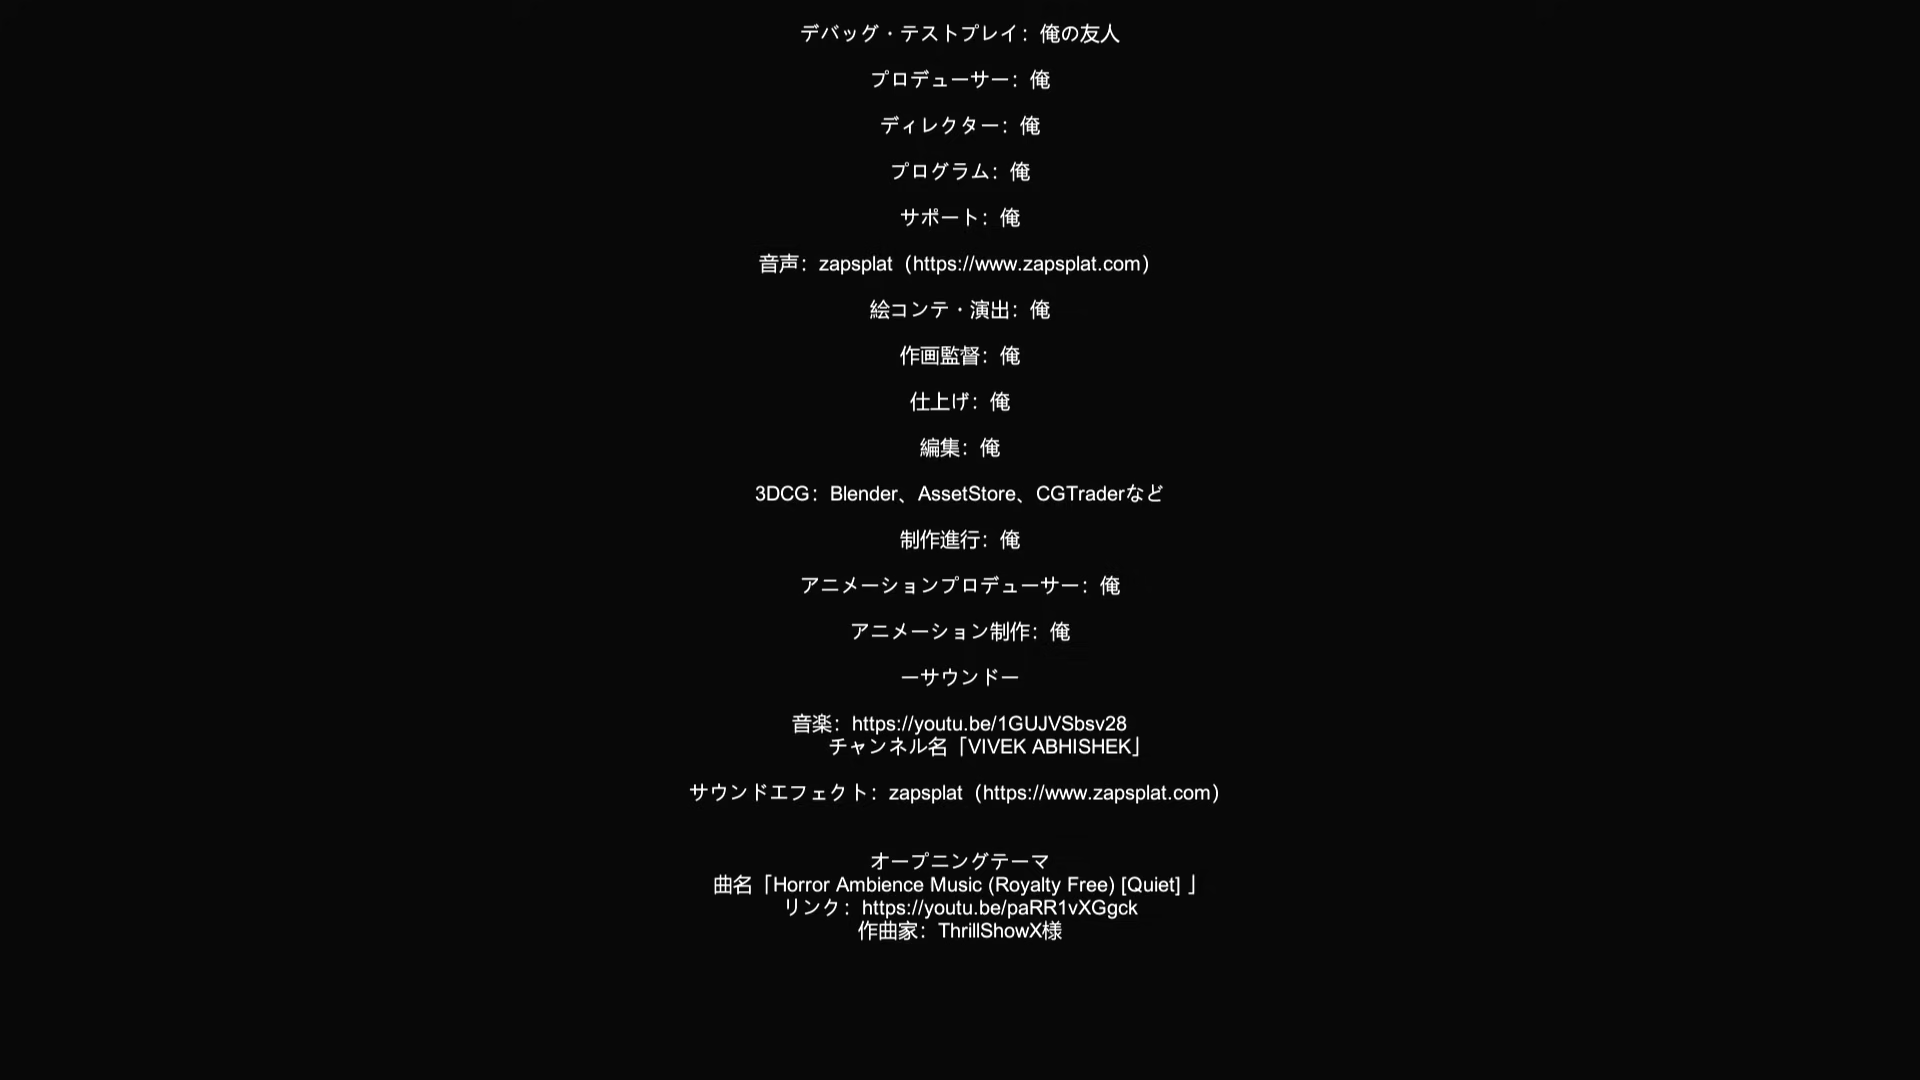 デバッグ・テストプレイ：俺の友人
プロデューサー：俺
ディレクター：俺
プログラム：俺
サポート：俺
音声：zapsplat（https://www.zapsplat.com）
絵コンテ・演出：俺
作画監督：俺
仕上げ：俺
編集：俺
3DCG：Blender、AssetStore、CGTraderなど
制作進行：俺
アニメーションプロデューサー：俺
アニメーション制作：俺
ーサウンドー
音楽：https://youtu.be/1GUJVSbsv28
チャンネル名「VIVEK ABHISHEK」
サウンドエフェクト：zapsplat（https://www.zapsplat.com）
オープニングテーマ
曲名「Horror Ambience Music (Royalty Free) [Quiet] 」
リンク：https://youtu.be/paRR1vXGgck
作曲家：ThrillShowX様